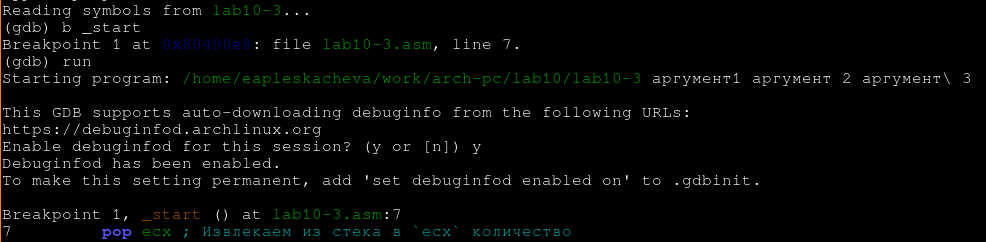 Reading symbols from lab10-3...
(gdb) b _start
Breakpoint 1 at 0x80490e8: file lab10-3.asm, line 7.
(gdb) run
Starting program: /home/eapleskacheva/work/arch-pc/lab10/lab10-3 аргумент1 аргумент 2 аргумент\ 3
This GDB supports auto-downloading debuginfo from the following URLs:
https://debuginfod.archlinux.org
Enable debuginfod for this session? (y or [n]) y
Debuginfod has been enabled.
To make this setting permanent, add 'set debuginfod enabled on' to .gdbinit.
Breakpoint 1, _start () at lab10-3.asm:7
7 pop ecx ; Извлекаем из стека в `ecx` количество